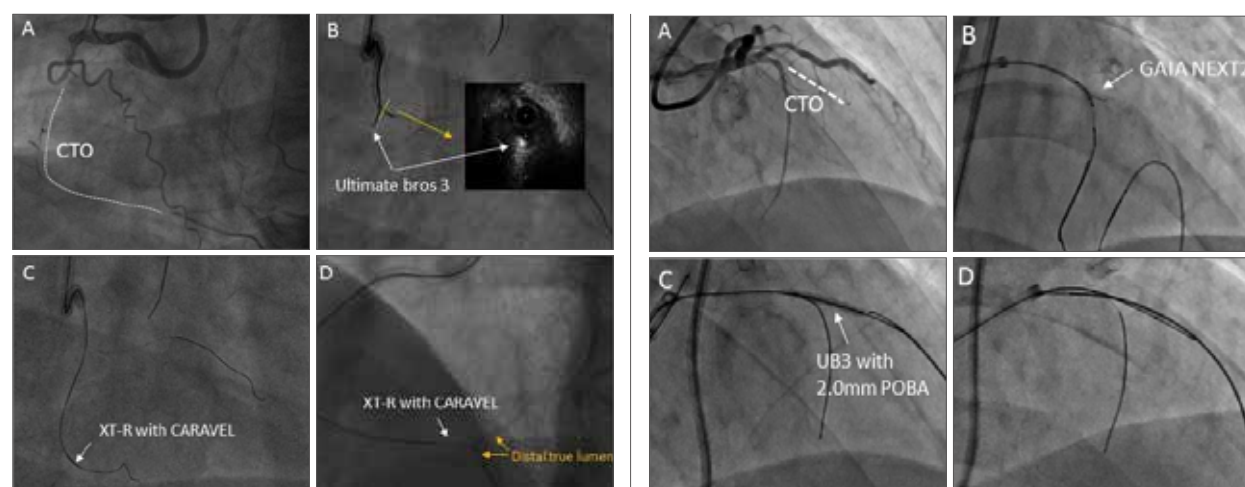 A
CTO
B
Ultimate bros 3
C
XT-R with CARAVEL
D
XT-R with CARAVEL
Distal true lumen
A
CTO
B
GAIA NEXT2
C
UB3 with
2.0mm POBA
D